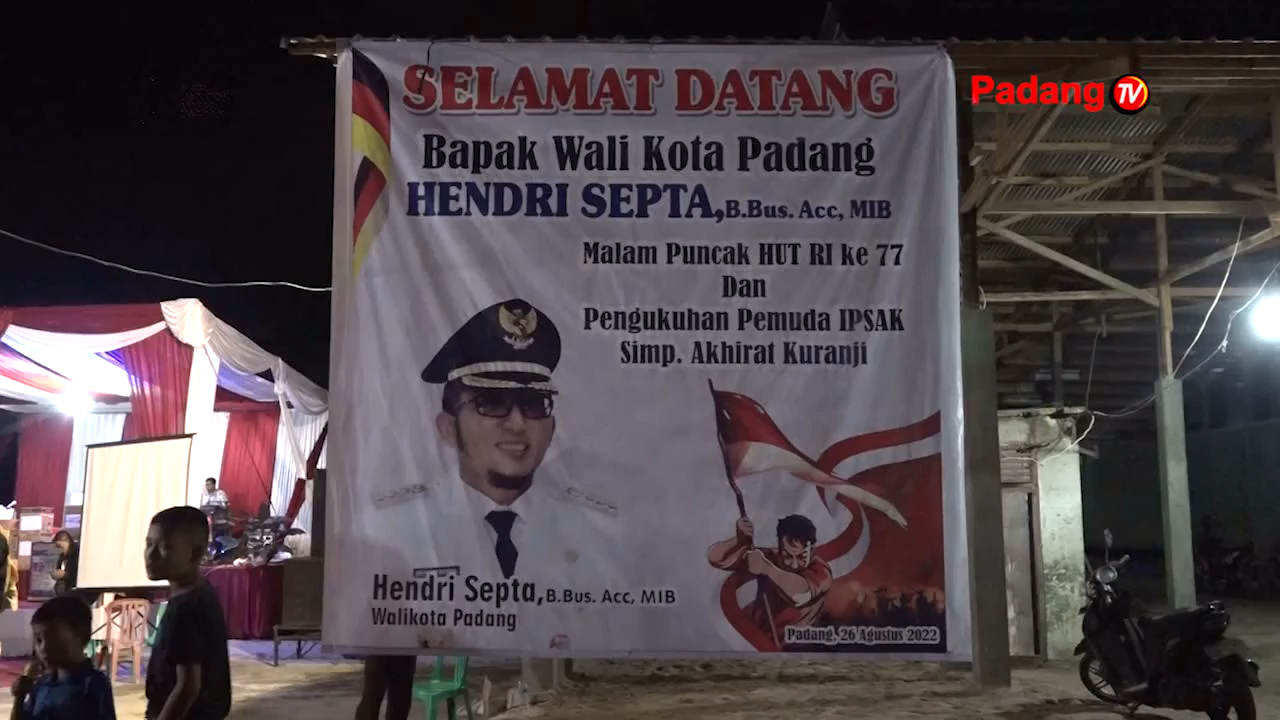 SELAMAT DATANG
Bapak Wali Kota Padang
HENDRI SEPTA, B.Bus. Acc, MIB
Malam Puncak HUT RI ke 77
Dan
Pengukuhan Pemuda IPSAK
Simp. Akhirat Kuranji
Hendri Septa, B.Bus. Acc, MIB
Walikota Padang
Padang, 26 Agustus 2022
Padang TV